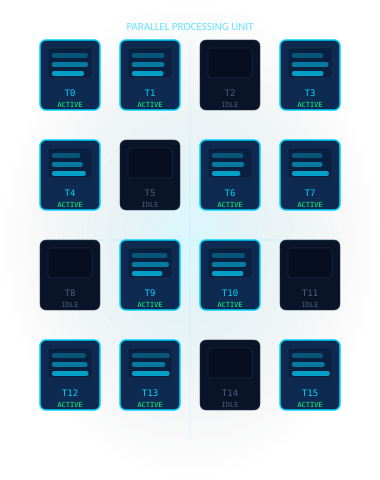 PARALLEL PROCESSING UNIT
T0 T1 T2 T3
ACTIVE ACTIVE IDLE ACTIVE
T4 T5 T6 T7
ACTIVE IDLE ACTIVE ACTIVE
T8 T9 T10 T11
IDLE ACTIVE ACTIVE IDLE
T12 T13 T14 T15
ACTIVE ACTIVE IDLE ACTIVE